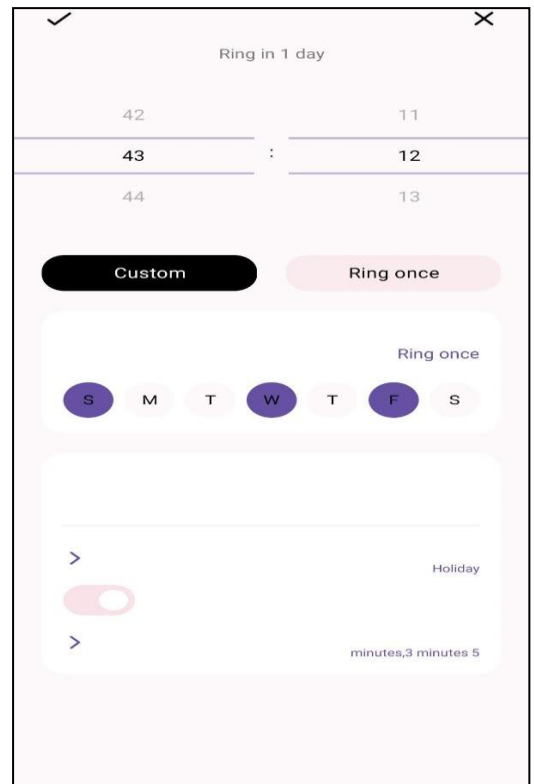 Ring in 1 day
42 11
43 : 12
44 13
Custom Ring once
Ring once
S M T W T F S
Holiday
minutes,3 minutes 5